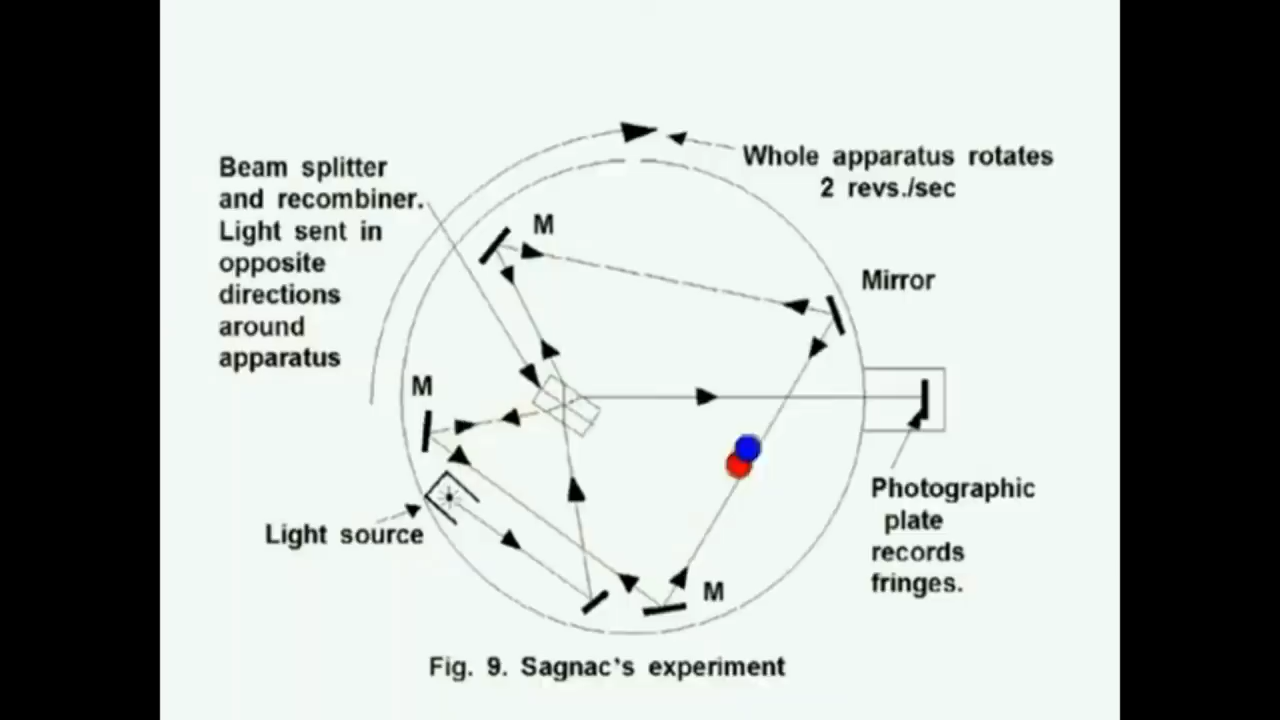 Whole apparatus rotates
2 revs./sec
Beam splitter
and recombiner.
Light sent in
opposite
directions
around
apparatus
M
Mirror
M
Light source
Photographic
plate
records
fringes.
M
Fig. 9. Sagnac's experiment